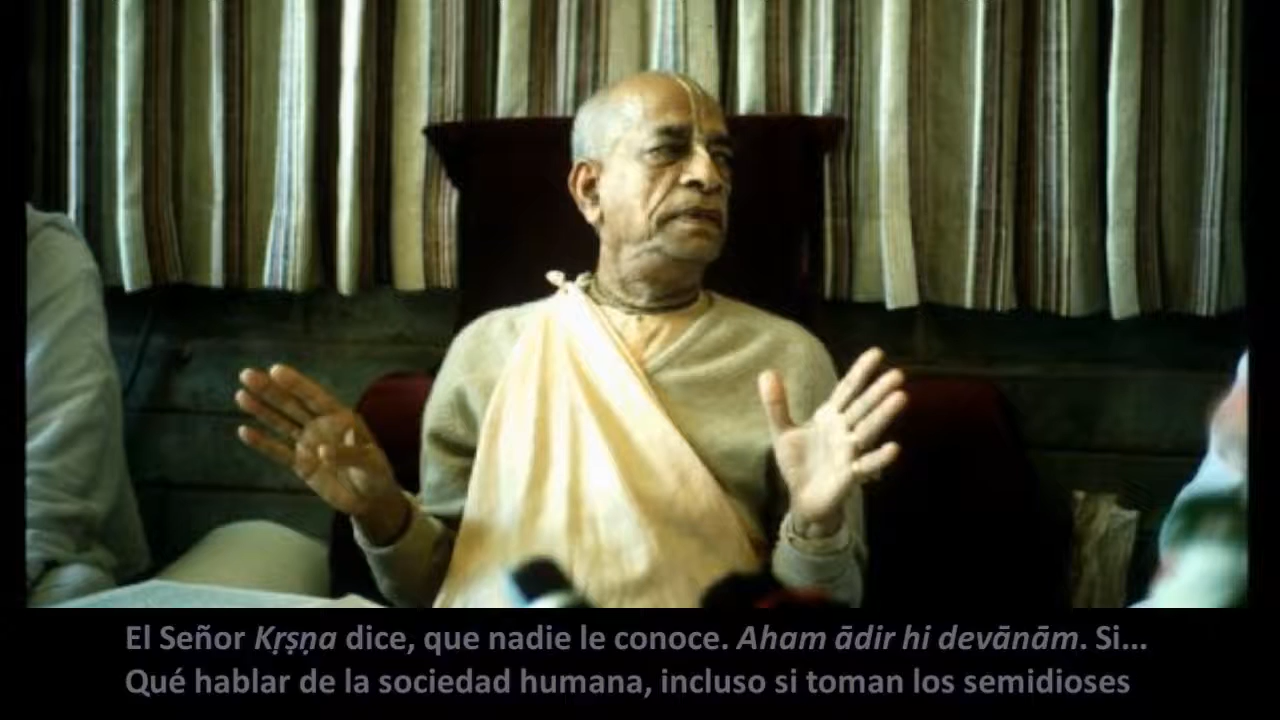 El Señor Kṛṣṇa dice, que nadie le conoce. Aham ādir hi devānām. Si...
Qué hablar de la sociedad humana, incluso si toman los semidioses